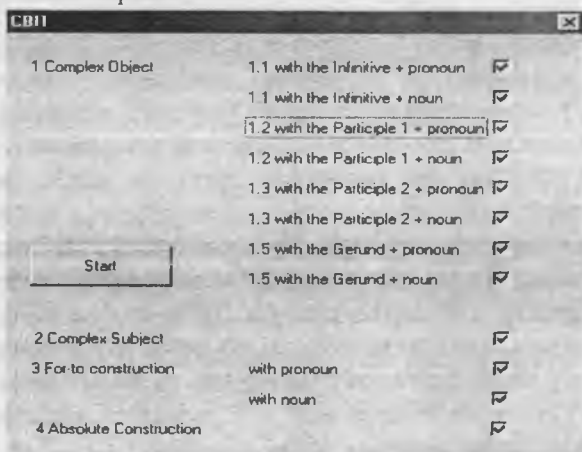 СВП
1 Complex Object 1.1 with the Infinitive + pronoun
1.1 with the Infinitive + noun
1.2 with the Participle 1 + pronoun
1.2 with the Participle 1 + noun
1.3 with the Participle 2 + pronoun
1.3 with the Participle 2 + noun
1.5 with the Gerund + pronoun
Start
1.5 with the Gerund + noun
2 Complex Subject
3 For-to construction with pronoun
with noun
4 Absolute Construction